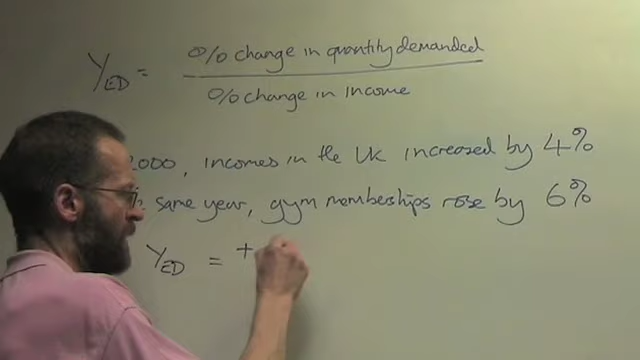 YED = % change in quantity demanded
% change in income
2000, incomes in the UK increased by 4%
same year, gym memberships rose by 6%
YED = +